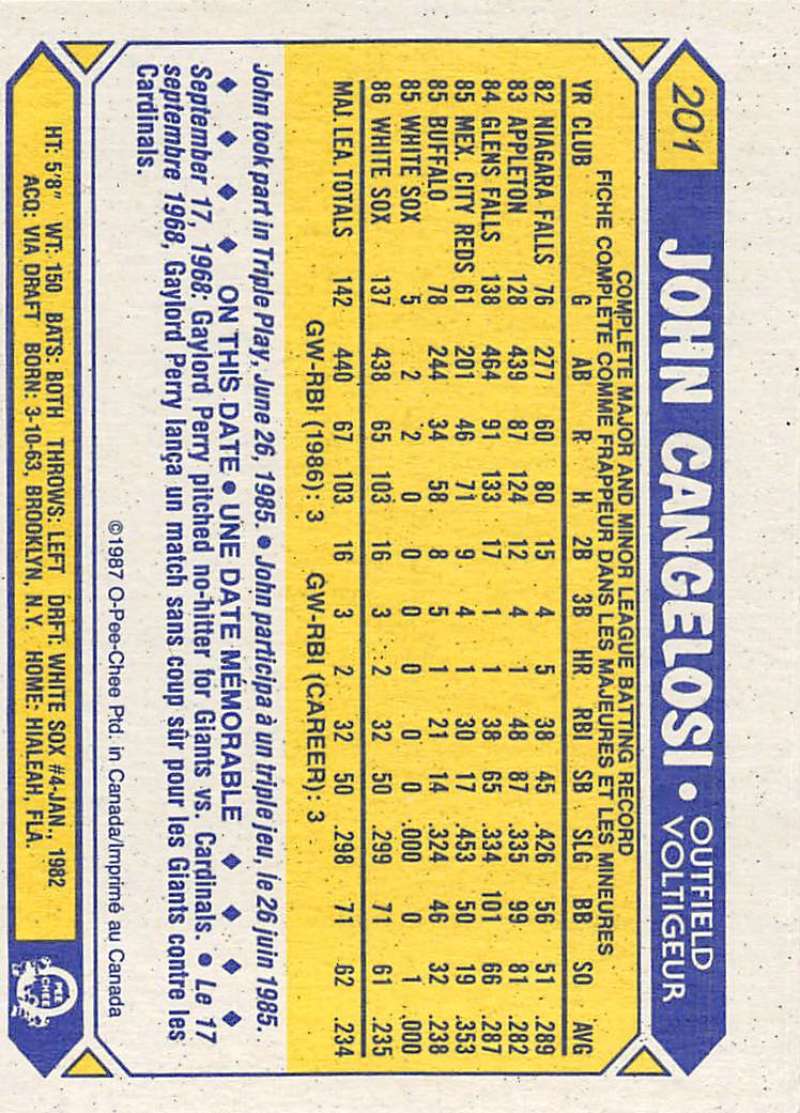 201 JOHN CANGELOSI • OUTFIELD
VOLTIGEUR
COMPLETE MAJOR AND MINOR LEAGUE BATTING RECORD
FICHE COMPLÈTE COMME FRAPPEUR DANS LES MAJEURES ET LES MINEURES
YR CLUB G AB R H 2B 3B HR RBI SB SLG BB SO AVG
82 NIAGARA FALLS 76 277 60 80 15 4 5 38 45 .426 56 51 .289
83 APPLETON 128 439 87 124 12 4 1 48 87 .335 99 81 .282
84 GLENS FALLS 138 464 91 133 17 1 1 38 65 .334 101 66 .287
85 MEX. CITY REDS 61 201 46 71 9 4 1 30 17 .453 50 19 .353
85 BUFFALO 78 244 34 58 8 5 1 21 14 .324 46 32 .238
85 WHITE SOX 5 2 2 0 0 0 0 0 0 .000 0 1 .000
86 WHITE SOX 137 438 65 103 16 3 2 32 50 .299 71 61 .235
MAJ. LEA. TOTALS 142 440 67 103 16 3 2 32 50 .298 71 62 .234
GW-RBI (1986): 3 GW-RBI (CAREER): 3
John took part in Triple Play, June 26, 1985. • John participa à un triple jeu, le 26 juin 1985.
ON THIS DATE • UNE DATE MÉMORABLE
September 17, 1968: Gaylord Perry pitched no-hitter for Giants vs. Cardinals. • Le 17
septembre 1968, Gaylord Perry lança un match sans coup sûr pour les Giants contre les
Cardinals.
©1987 O-Pee-Chee Ptd. in Canada/Imprimé au Canada
HT: 5'8" WT: 150 BATS: BOTH THROWS: LEFT DRFT: WHITE SOX #4-JAN., 1982
ACQ: VIA DRAFT BORN: 3-10-63, BROOKLYN, N.Y. HOME: HIALEAH, FLA.
O
PEE
CHEE